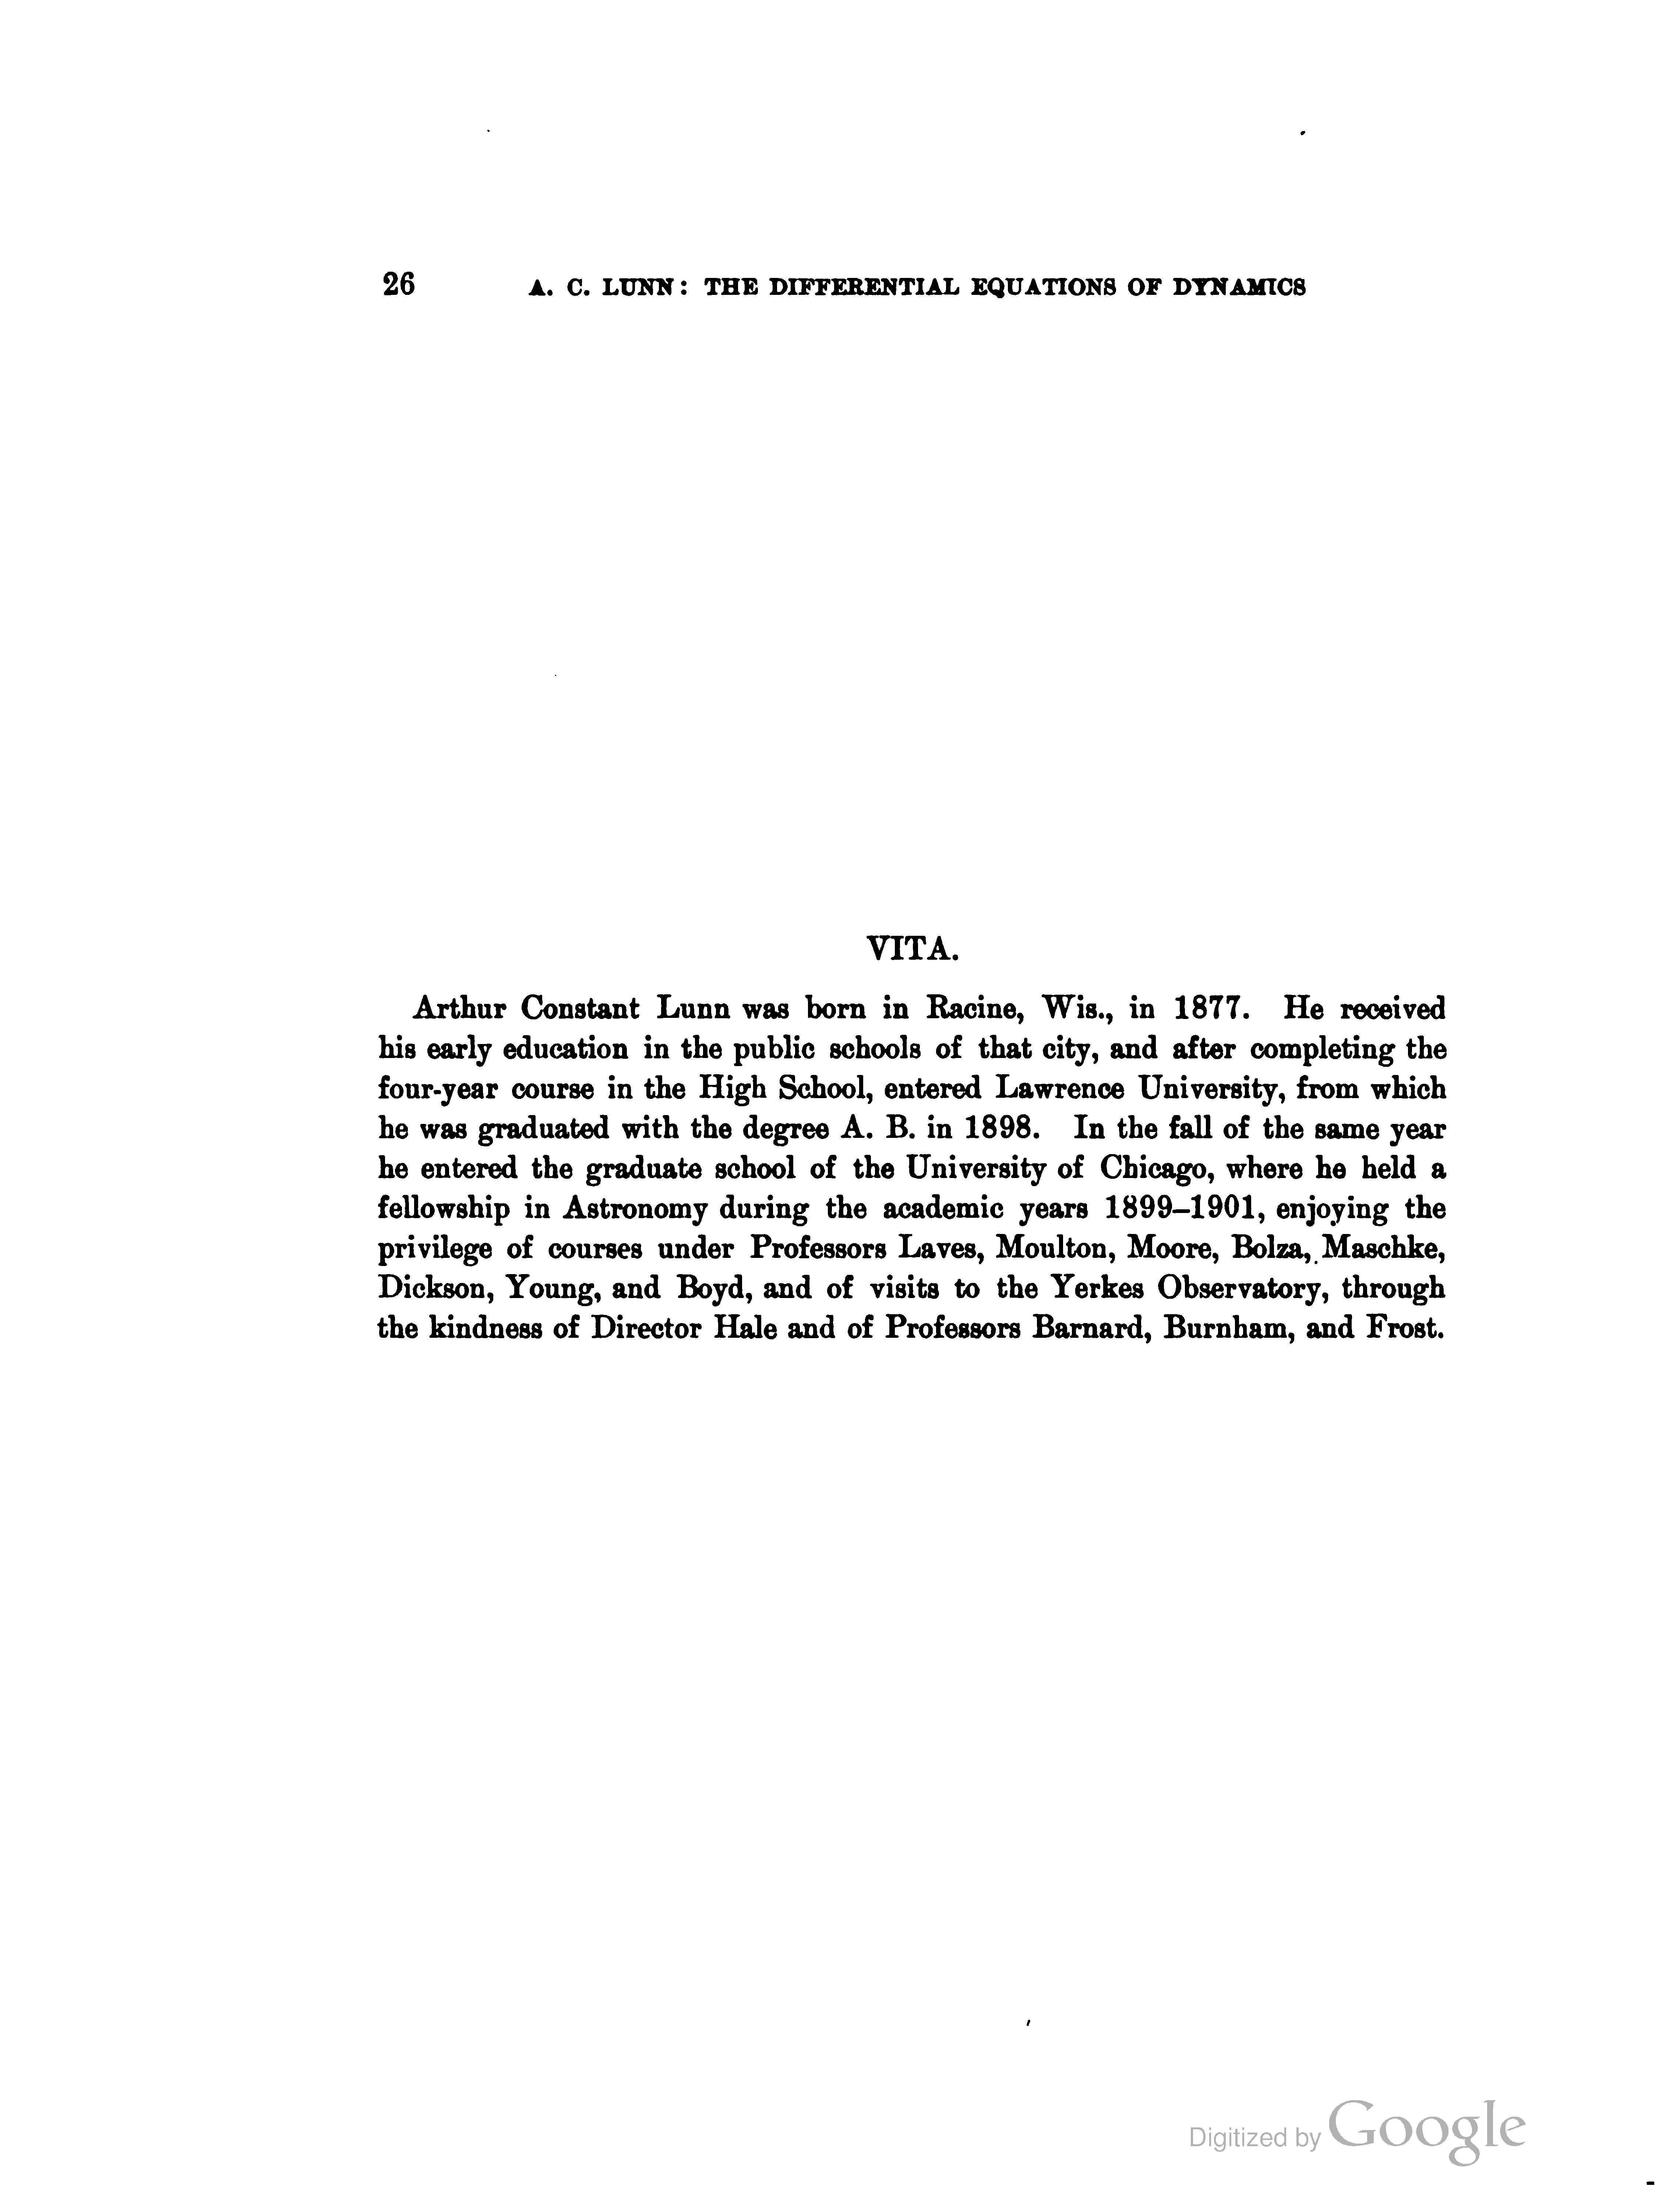 26 A. C. LUNN: THE DIFFERENTIAL EQUATIONS OF DYNAMICS
VITA.
Arthur Constant Lunn was born in Racine, Wis., in 1877. He received
his early education in the public schools of that city, and after completing the
four-year course in the High School, entered Lawrence University, from which
he was graduated with the degree A. B. in 1898. In the fall of the same year
he entered the graduate school of the University of Chicago, where he held a
fellowship in Astronomy during the academic years 1899–1901, enjoying the
privilege of courses under Professors Laves, Moulton, Moore, Bolza, Maschke,
Dickson, Young, and Boyd, and of visits to the Yerkes Observatory, through
the kindness of Director Hale and of Professors Barnard, Burnham, and Frost.
Digitized by Google